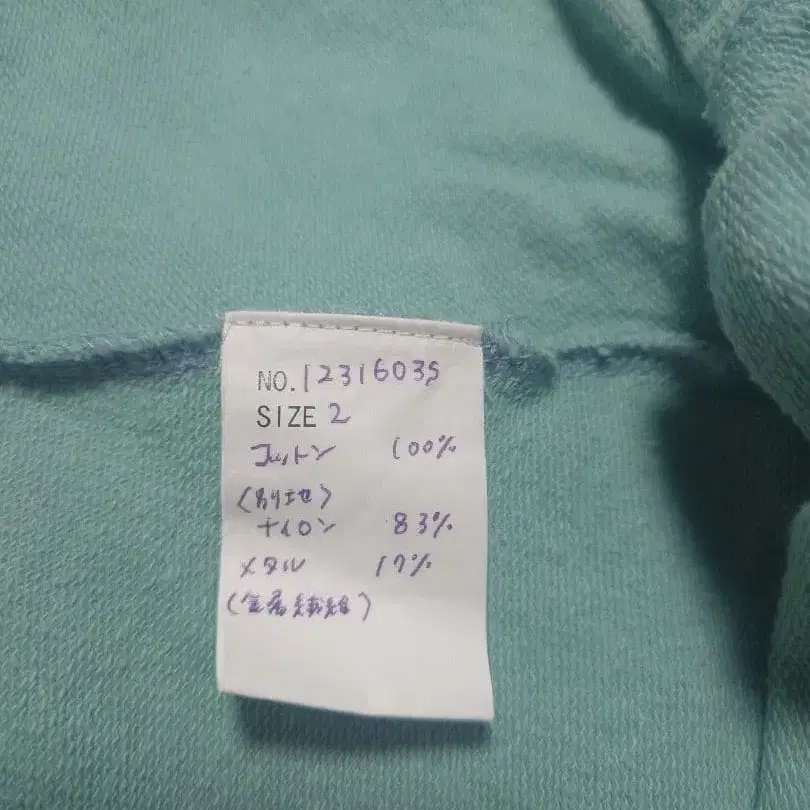 NO.12316035
SIZE 2
コットン 100%
(別り地)
ナイロン 83%
メタル 17%
(金属繊維)